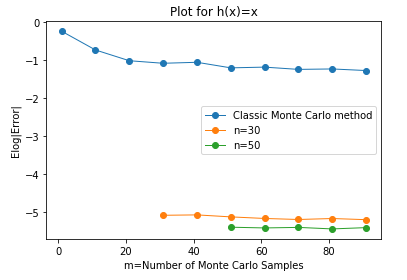 Plot for h(x)=x
Elog|Error|
0
−1
−2
−3
−4
−5
Classic Monte Carlo method
n=30
n=50
0
20
40
60
80
m=Number of Monte Carlo Samples